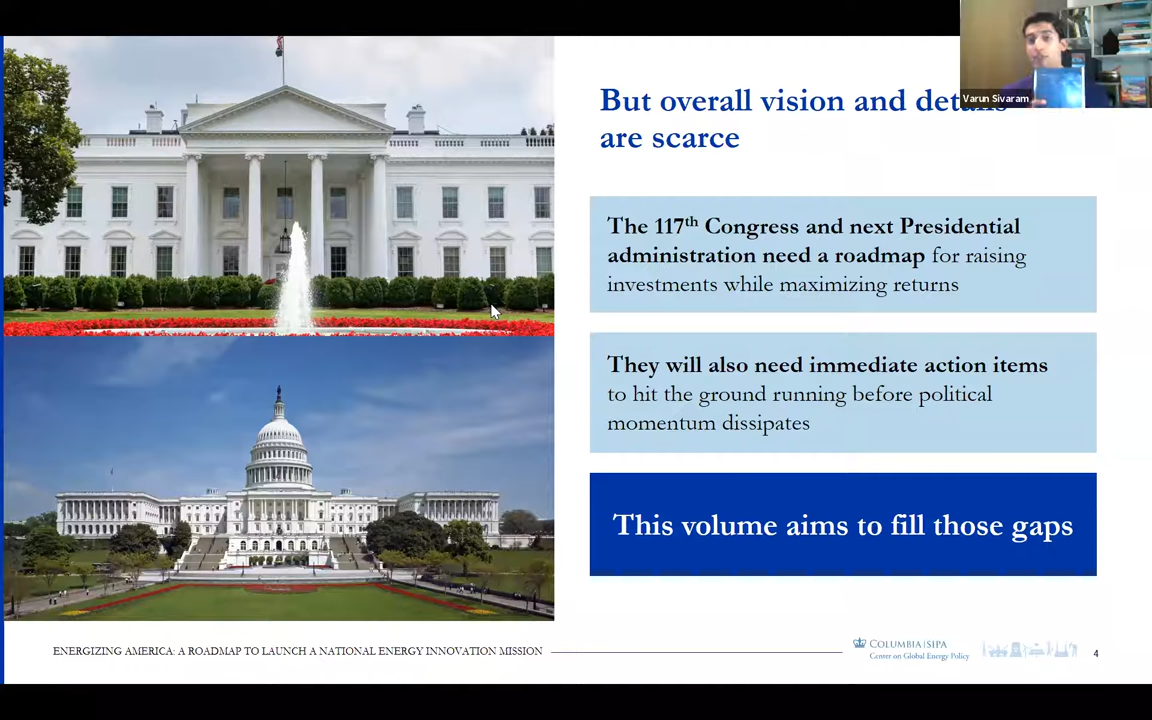 But overall vision and details
are scarce
Varun Sivaram
The 117th Congress and next Presidential
administration need a roadmap for raising
investments while maximizing returns
They will also need immediate action items
to hit the ground running before political
momentum dissipates
This volume aims to fill those gaps
ENERGIZING AMERICA: A ROADMAP TO LAUNCH A NATIONAL ENERGY INNOVATION MISSION
COLUMBIA | SIPA
Center on Global Energy Policy
4